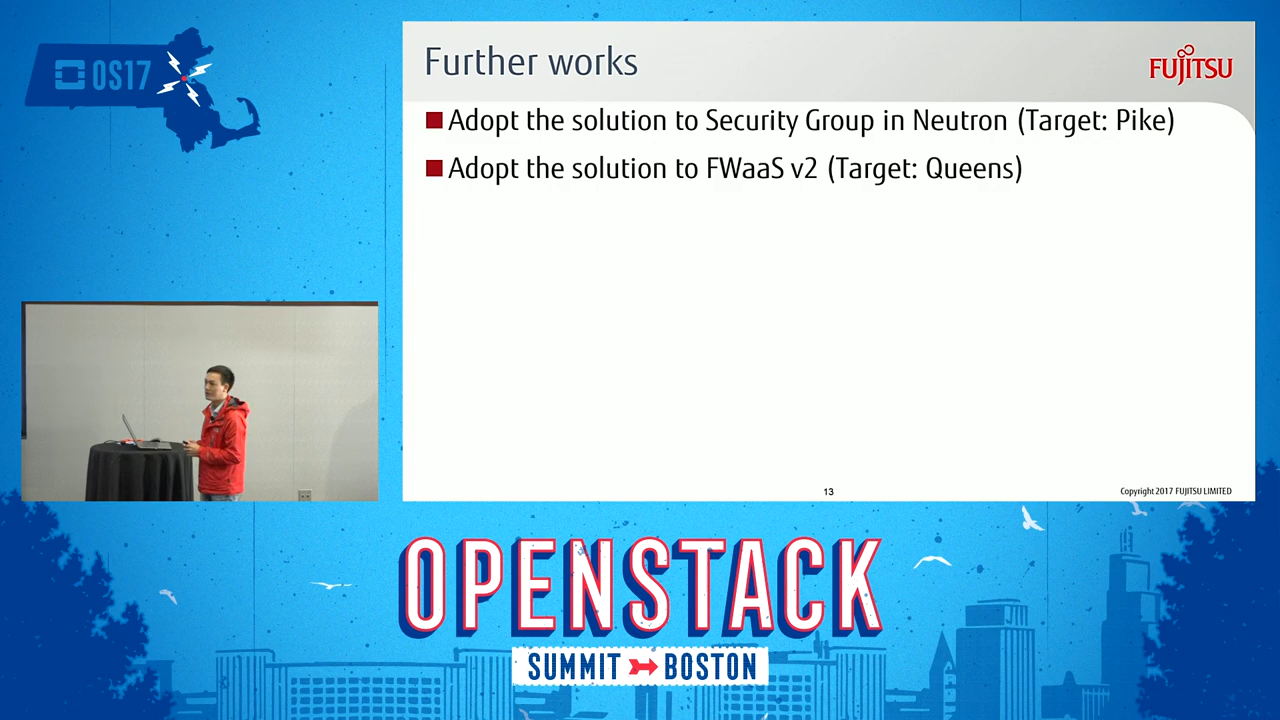 OS17
Further works
FUJITSU
Adopt the solution to Security Group in Neutron (Target: Pike)
Adopt the solution to FWaaS v2 (Target: Queens)
13
Copyright 2017 FUJITSU LIMITED
OPENSTACK
SUMMIT BOSTON